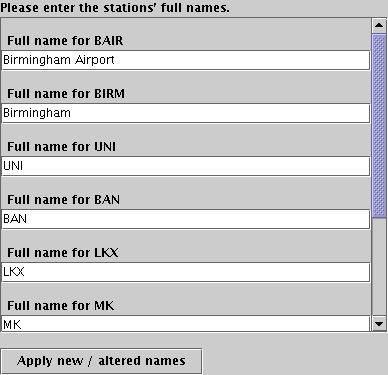 Please enter the stations' full names.
Full name for BAIR
Birmingham Airport
Full name for BIRM
Birmingham
Full name for UNI
UNI
Full name for BAN
BAN
Full name for LKX
LKX
Full name for MK
MK
Apply new / altered names